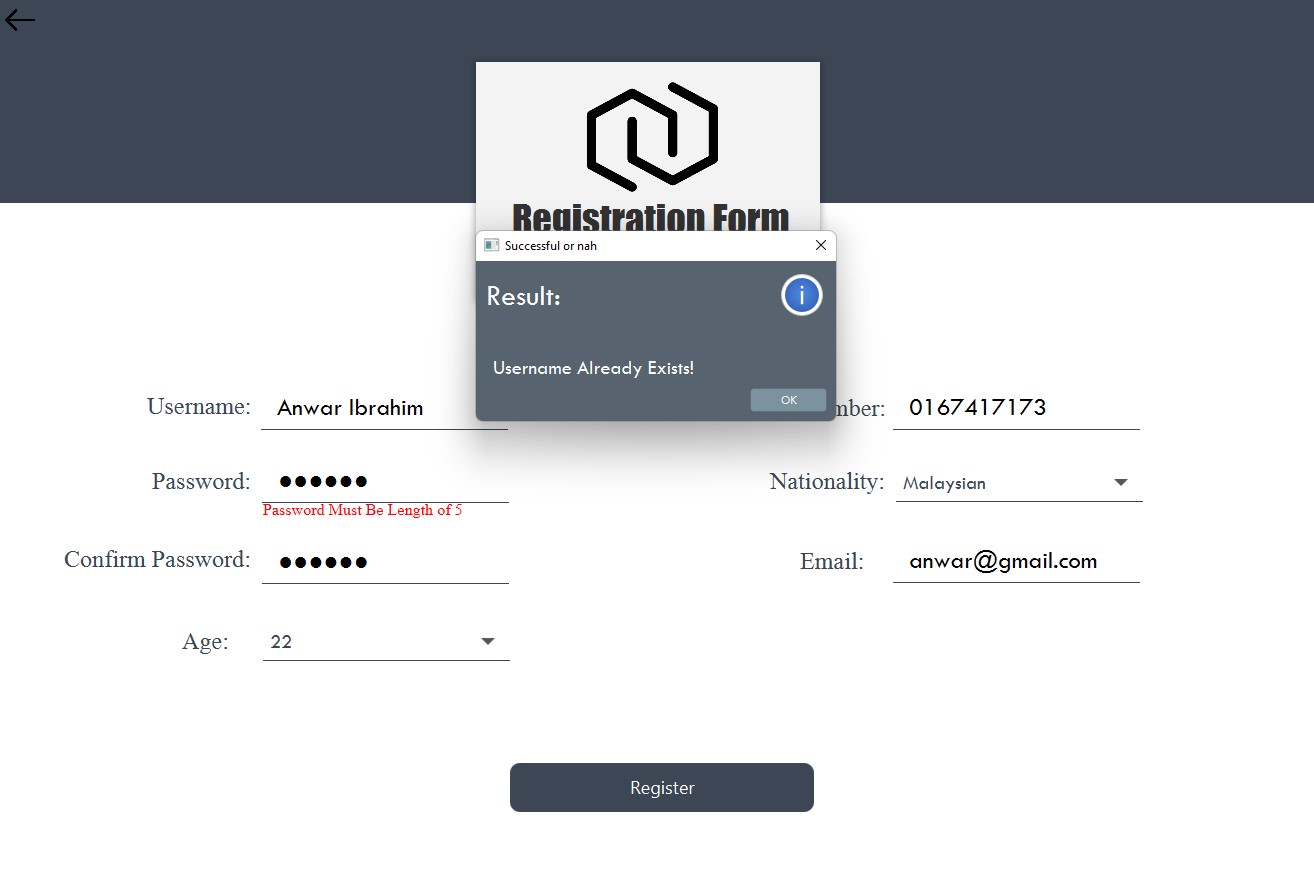 Registration Form
Successful or nah
Result:
Username Already Exists!
OK
Username: Anwar Ibrahim
0167417173
Password: ●●●●●●
Password Must Be Length of 5
Nationality: Malaysian
Confirm Password: ●●●●●●
Email: anwar@gmail.com
Age: 22
Register